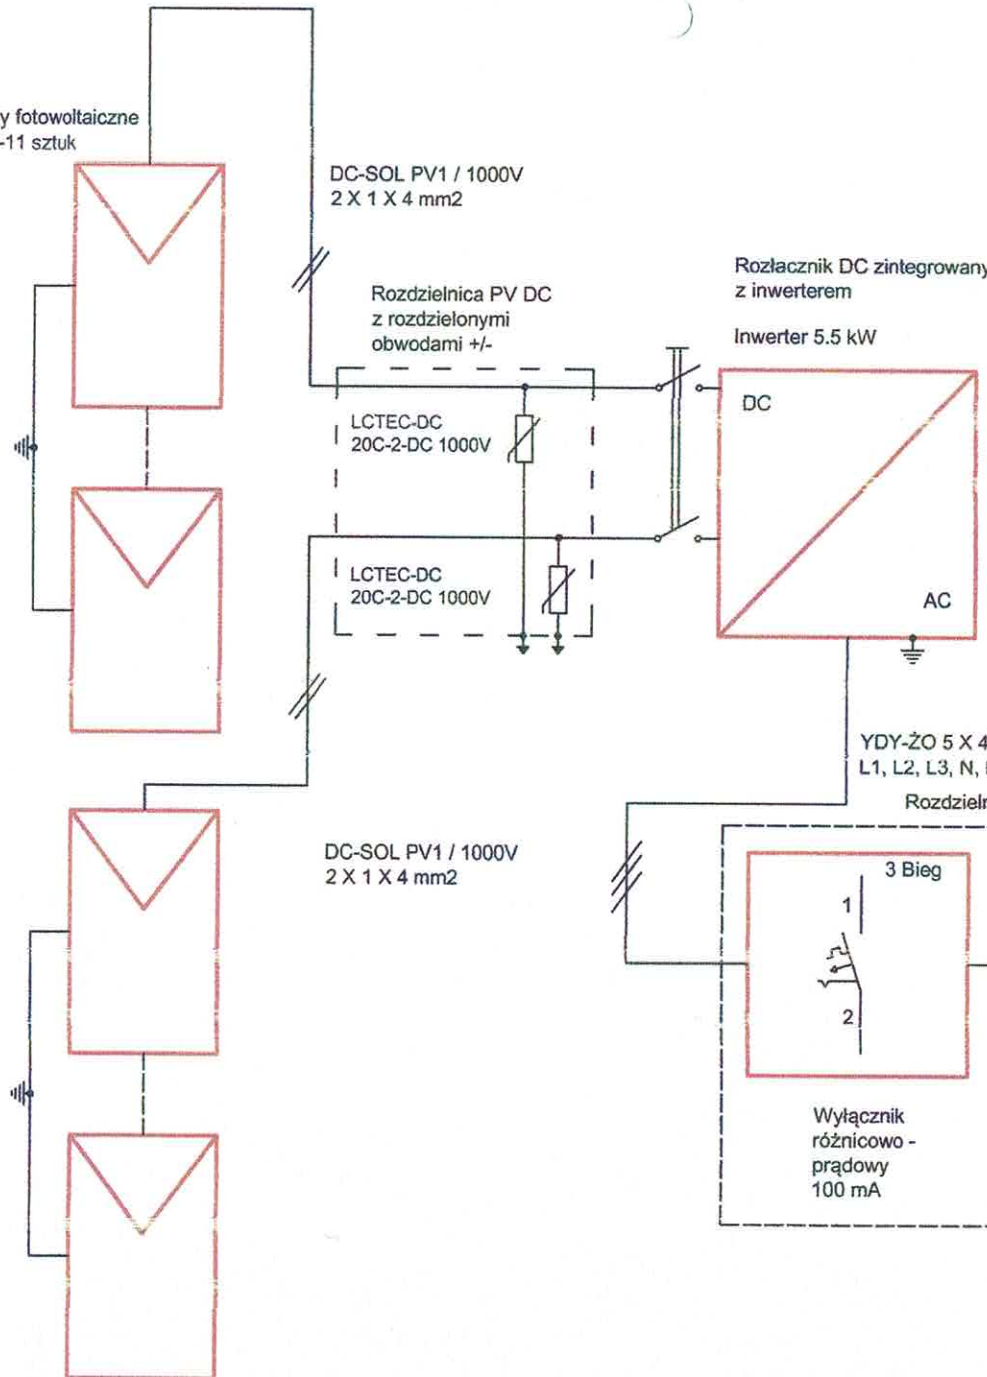 y fotowoltaiczne
-11 sztuk
DC-SOL PV1 / 1000V
2 X 1 X 4 mm2
Rozdzielnica PV DC
z rozdzielonymi
obwodami +/-
Rozłacznik DC zintegrowany
z inwerterem
Inwerter 5.5 kW
LCTEC-DC
20C-2-DC 1000V
DC
LCTEC-DC
20C-2-DC 1000V
AC
YDY-ŻO 5 X 4
L1, L2, L3, N,
Rozdzieln
DC-SOL PV1 / 1000V
2 X 1 X 4 mm2
3 Bieg
1
2
Wyłącznik
różnicowo -
prądowy
100 mA